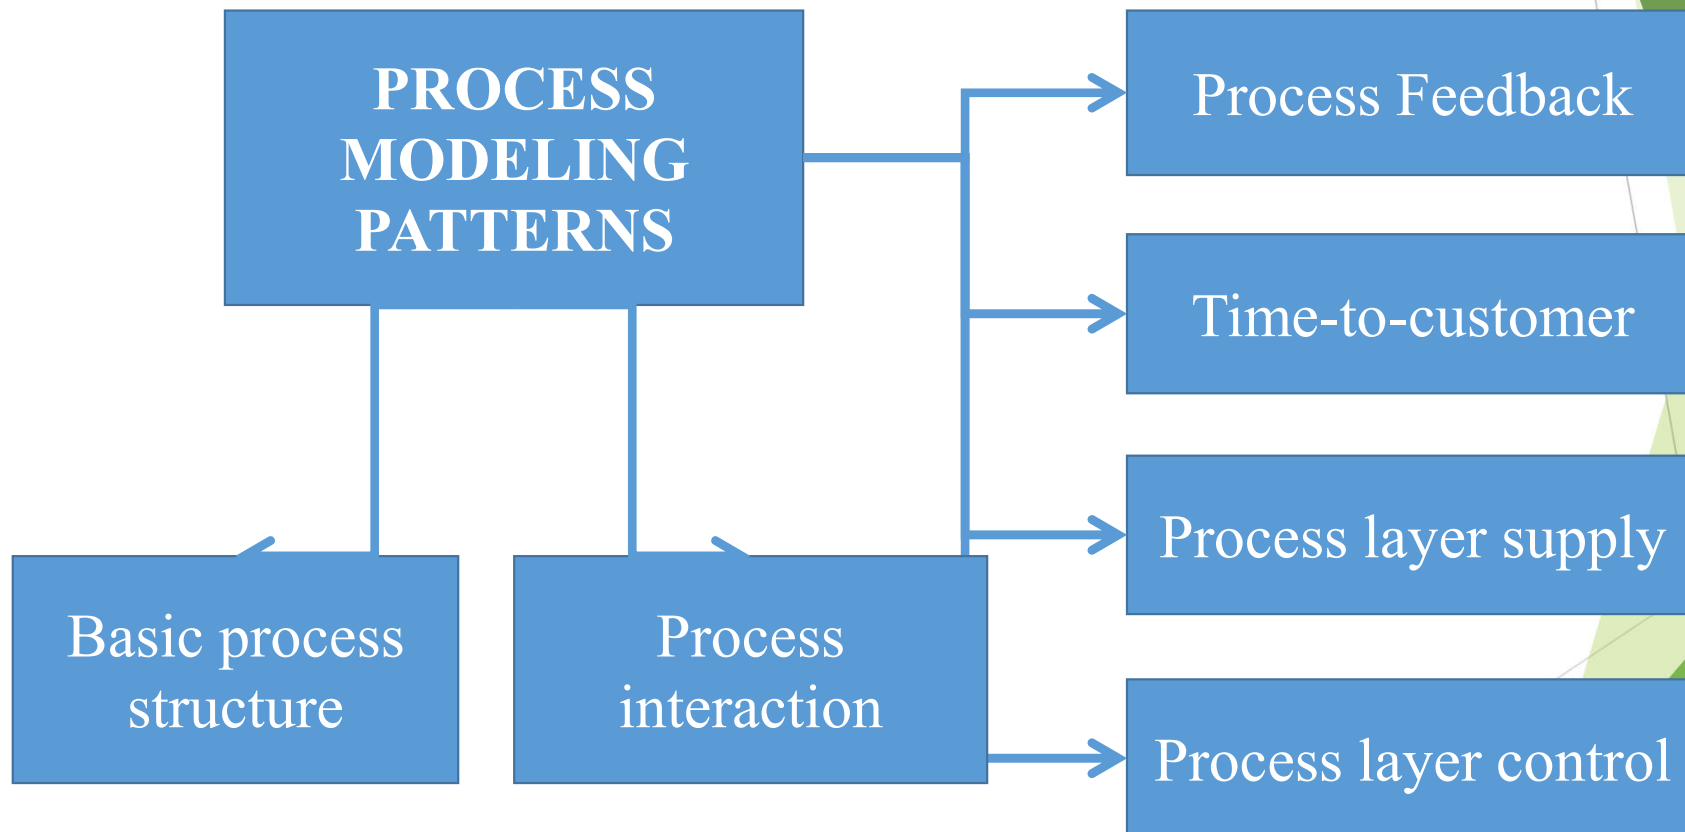 PROCESS
MODELING
PATTERNS
Process Feedback
Time-to-customer
Process layer supply
Basic process
structure
Process
interaction
Process layer control